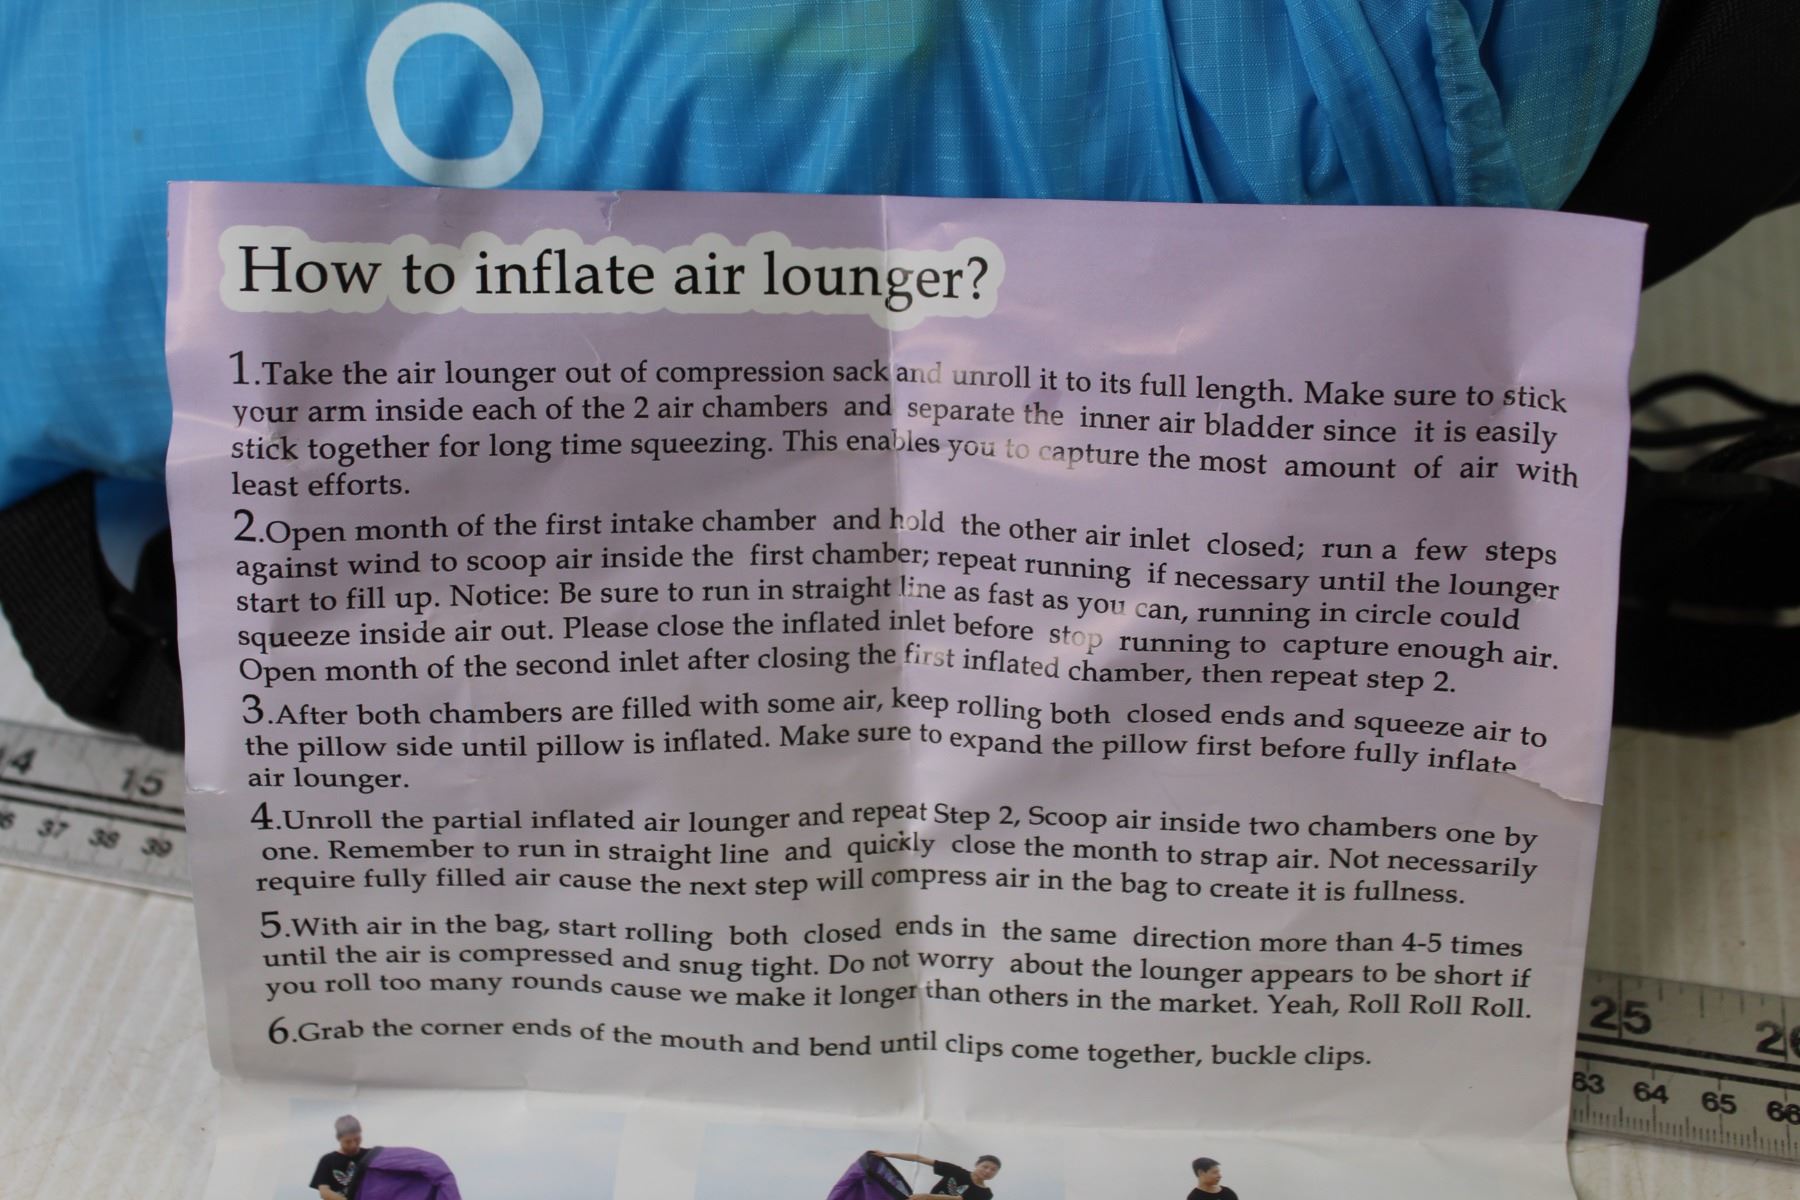 How to inflate air lounger?
1.Take the air lounger out of compression sack and unroll it to its full length. Make sure to stick
your arm inside each of the 2 air chambers and separate the inner air bladder since it is easily
stick together for long time squeezing. This enables you to capture the most amount of air with
least efforts.
2.Open month of the first intake chamber and hold the other air inlet closed; run a few steps
against wind to scoop air inside the first chamber; repeat running if necessary until the lounger
start to fill up. Notice: Be sure to run in straight line as fast as you can, running in circle could
squeeze inside air out. Please close the inflated inlet before stop running to capture enough air.
Open month of the second inlet after closing the first inflated chamber, then repeat step 2.
3.After both chambers are filled with some air, keep rolling both closed ends and squeeze air to
the pillow side until pillow is inflated. Make sure to expand the pillow first before fully inflate
air lounger.
4.Unroll the partial inflated air lounger and repeat Step 2, Scoop air inside two chambers one by
one. Remember to run in straight line and quickly close the month to strap air. Not necessarily
require fully filled air cause the next step will compress air in the bag to create it is fullness.
5.With air in the bag, start rolling both closed ends in the same direction more than 4-5 times
until the air is compressed and snug tight. Do not worry about the lounger appears to be short if
you roll too many rounds cause we make it longer than others in the market. Yeah, Roll Roll Roll.
6.Grab the corner ends of the mouth and bend until clips come together, buckle clips.
15
37 38 39
25
63 64 65 66